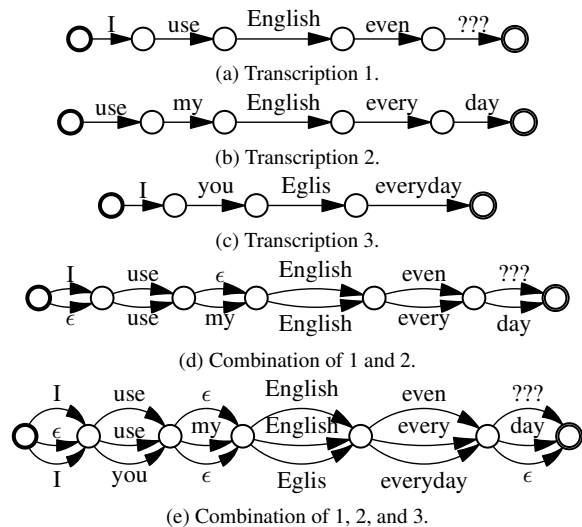 I use English even ???
(a) Transcription 1.
use my English every day
(b) Transcription 2.
I you Eglis everyday
(c) Transcription 3.
I use ϵ English even ???
ϵ use my English every day
(d) Combination of 1 and 2.
I use ϵ English even ???
ϵ use my English every day
I you ϵ Eglis everyday ϵ
(e) Combination of 1, 2, and 3.